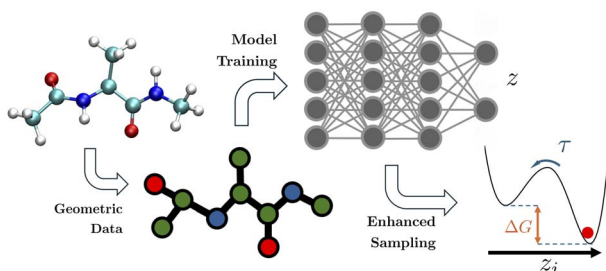 Model
Training
z
Geometric
Data
Enhanced
Sampling
τ
ΔG
z_i